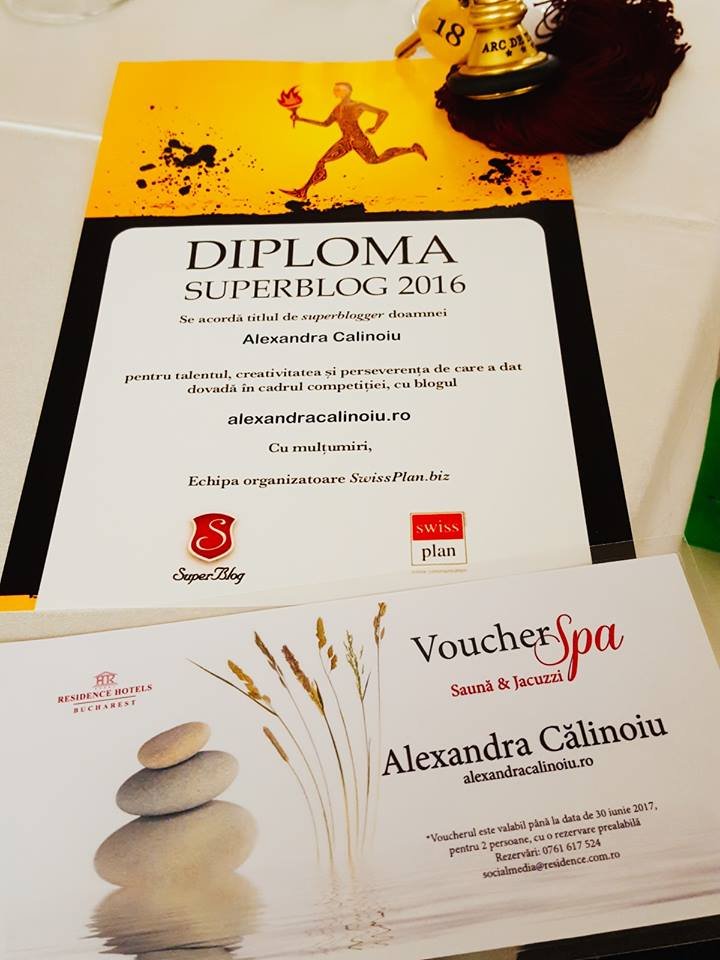 18
ARC DE
DIPLOMA
SUPERBLOG 2016
Se acordă titlul de superblogger doamnei
Alexandra Calinoiu
pentru talentul, creativitatea și perseverența de care a dat
dovadă în cadrul competiției, cu blogul
alexandracalinoiu.ro
Cu mulțumiri,
Echipa organizatoare SwissPlan.biz
S
SuperBlog
swiss
plan
HR
RESIDENCE HOTELS
BUCHAREST
Voucher Spa
Saună & Jacuzzi
Alexandra Călinoiu
alexandracalinoiu.ro
*Voucherul este valabil până la data de 30 iunie 2017,
pentru 2 persoane, cu o rezervare prealabilă
Rezervări: 0761 617 524
socialmedia@residence.com.ro